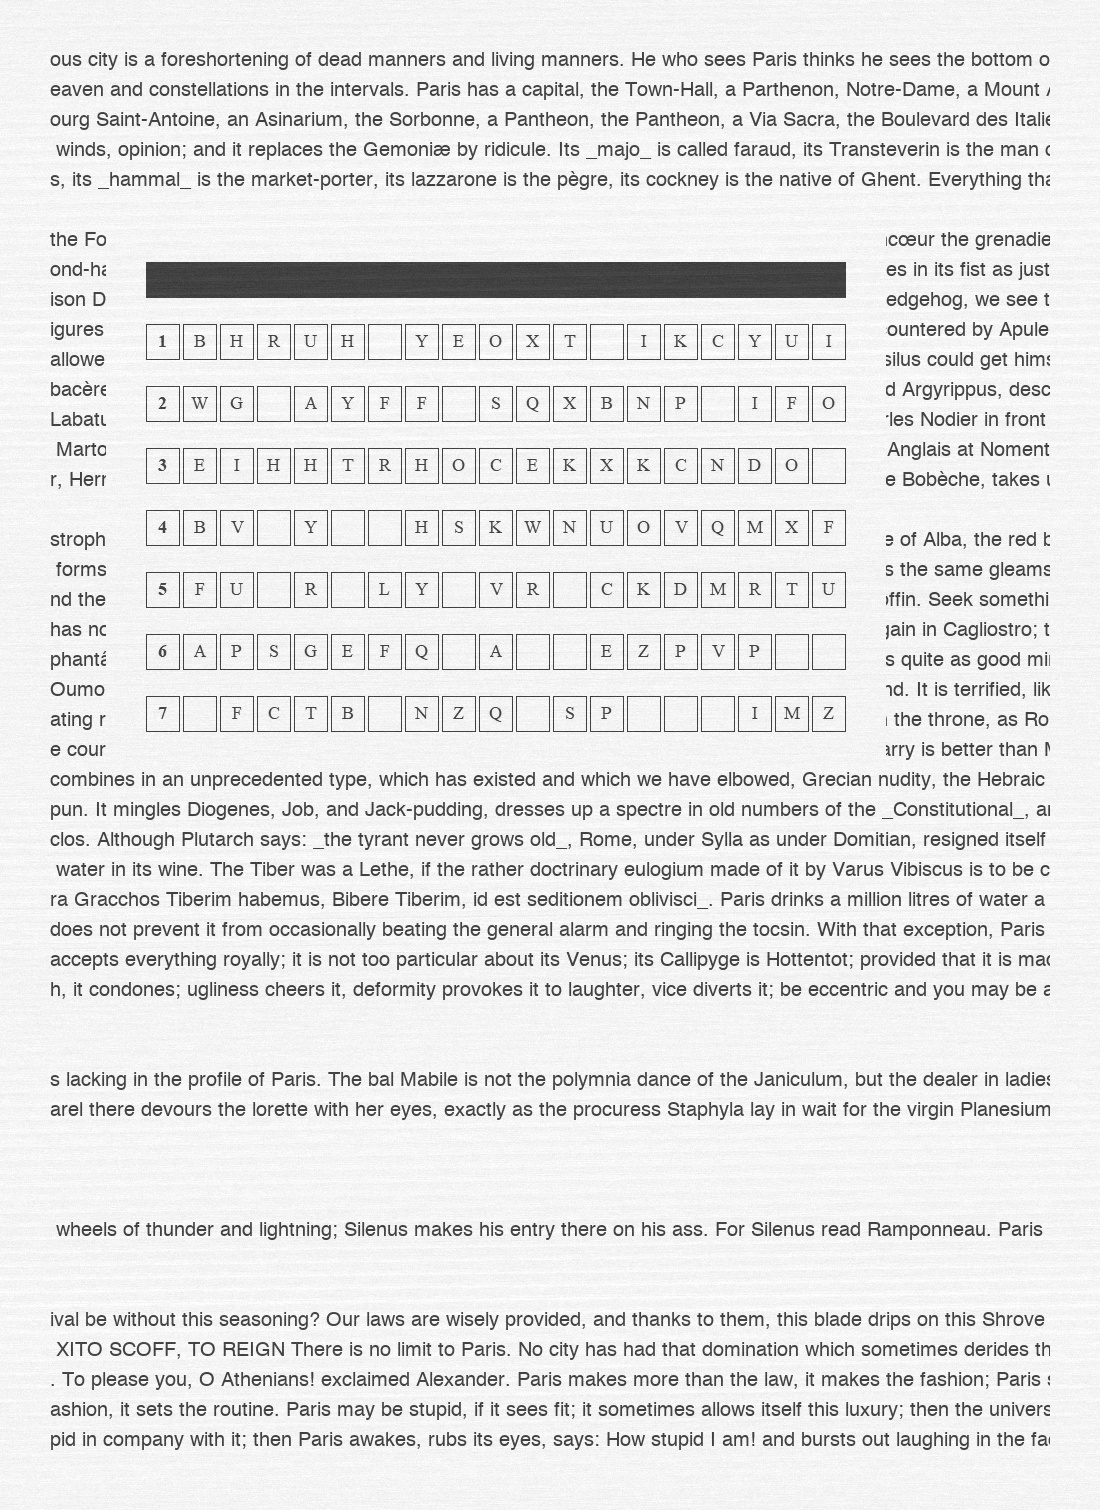 ous city is a foreshortening of dead manners and living manners. He who sees Paris thinks he sees the bottom o
eaven and constellations in the intervals. Paris has a capital, the Town-Hall, a Parthenon, Notre-Dame, a Mount
ourg Saint-Antoine, an Asinarium, the Sorbonne, a Pantheon, the Pantheon, a Via Sacra, the Boulevard des Italie
winds, opinion; and it replaces the Gemoniæ by ridicule. Its _majo_ is called faraud, its Transteverin is the man o
s, its _hammal_ is the market-porter, its lazzarone is the pègre, its cockney is the native of Ghent. Everything tha
the Fo ncœur the grenadie
ond-ha es in its fist as just
ison D edgehog, we see t
igures countered by Apule
allowe silus could get hims
bacère d Argyrippus, desc
Labatu rles Nodier in front
Marto Anglais at Noment
r, Herr e Bobèche, takes u
stroph e of Alba, the red b
forms s the same gleams
nd the offin. Seek somethi
has no gain in Cagliostro; t
phantá s quite as good mi
Oumo nd. It is terrified, lik
ating r the throne, as Ro
e cour arry is better than
1 B H R U H Y E O X T I K C Y U I
2 W G A Y F F S Q X B N P I F O
3 E I H H T R H O C E K X K C N D O
4 B V Y H S K W N U O V Q M X F
5 F U R L Y V R C K D M R T U
6 A P S G E F Q A E Z P V P
7 F C T B N Z Q S P I M Z
combines in an unprecedented type, which has existed and which we have elbowed, Grecian nudity, the Hebraic
pun. It mingles Diogenes, Job, and Jack-pudding, dresses up a spectre in old numbers of the _Constitutional_, an
clos. Although Plutarch says: _the tyrant never grows old_, Rome, under Sylla as under Domitian, resigned itself
water in its wine. The Tiber was a Lethe, if the rather doctrinary eulogium made of it by Varus Vibiscus is to be c
ra Gracchos Tiberim habemus, Bibere Tiberim, id est seditionem oblivisci_. Paris drinks a million litres of water a
does not prevent it from occasionally beating the general alarm and ringing the tocsin. With that exception, Paris
accepts everything royally; it is not too particular about its Venus; its Callipyge is Hottentot; provided that it is mad
h, it condones; ugliness cheers it, deformity provokes it to laughter, vice diverts it; be eccentric and you may be a
s lacking in the profile of Paris. The bal Mabile is not the polymnia dance of the Janiculum, but the dealer in ladies
arel there devours the lorette with her eyes, exactly as the procuress Staphyla lay in wait for the virgin Planesium
wheels of thunder and lightning; Silenus makes his entry there on his ass. For Silenus read Ramponneau. Paris
ival be without this seasoning? Our laws are wisely provided, and thanks to them, this blade drips on this Shrove
XITO SCOFF, TO REIGN There is no limit to Paris. No city has had that domination which sometimes derides th
. To please you, O Athenians! exclaimed Alexander. Paris makes more than the law, it makes the fashion; Paris s
ashion, it sets the routine. Paris may be stupid, if it sees fit; it sometimes allows itself this luxury; then the univers
pid in company with it; then Paris awakes, rubs its eyes, says: How stupid I am! and bursts out laughing in the fa